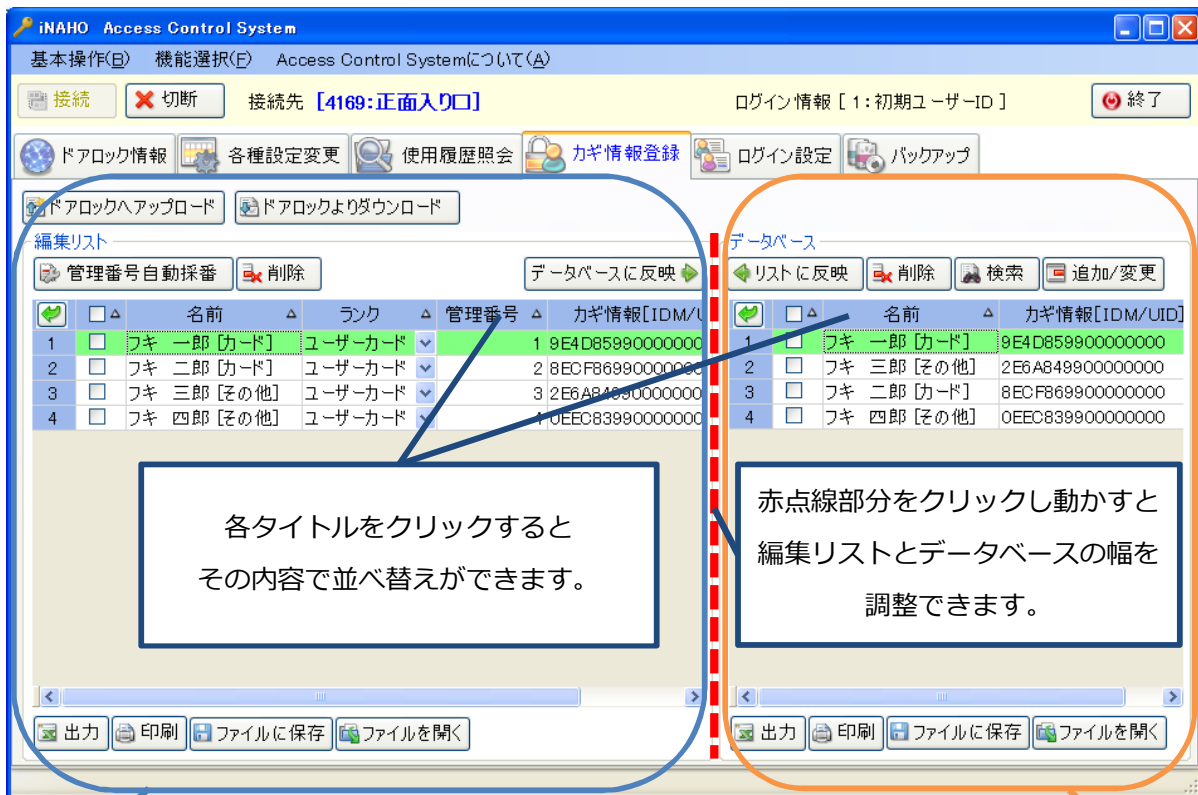 iNAHO Access Control System
基本操作(B) 機能選択(F) Access Control Systemについて(A)
接続 切断 接続先 [4169:正面入り口] ログイン情報 [ 1:初期ユーザーID ] 終了
ドアロック情報 各種設定変更 使用履歴照会 カギ情報登録 ログイン設定 バックアップ
ドアロックへアップロード ドアロックよりダウンロード
編集リスト
管理番号自動採番 削除 データベースに反映
名前 ランク 管理番号 カギ情報[IDM/U
1 フキ 一郎 [カード] ユーザーカード 1 9E4D859900000000
2 フキ 二郎 [カード] ユーザーカード 2 8ECF869900000000
3 フキ 三郎 [その他] ユーザーカード 3 2E6A849900000000
4 フキ 四郎 [その他] ユーザーカード 4 0EEC839900000000
各タイトルをクリックすると
その内容で並べ替えができます。
出力 印刷 ファイルに保存 ファイルを開く
データベース
リストに反映 削除 検索 追加/変更
名前 カギ情報[IDM/UID]
1 フキ 一郎 [カード] 9E4D859900000000
2 フキ 三郎 [その他] 2E6A849900000000
3 フキ 二郎 [カード] 8ECF869900000000
4 フキ 四郎 [その他] 0EEC839900000000
赤点線部分をクリックし動かすと
編集リストとデータベースの幅を
調整できます。
出力 印刷 ファイルに保存 ファイルを開く